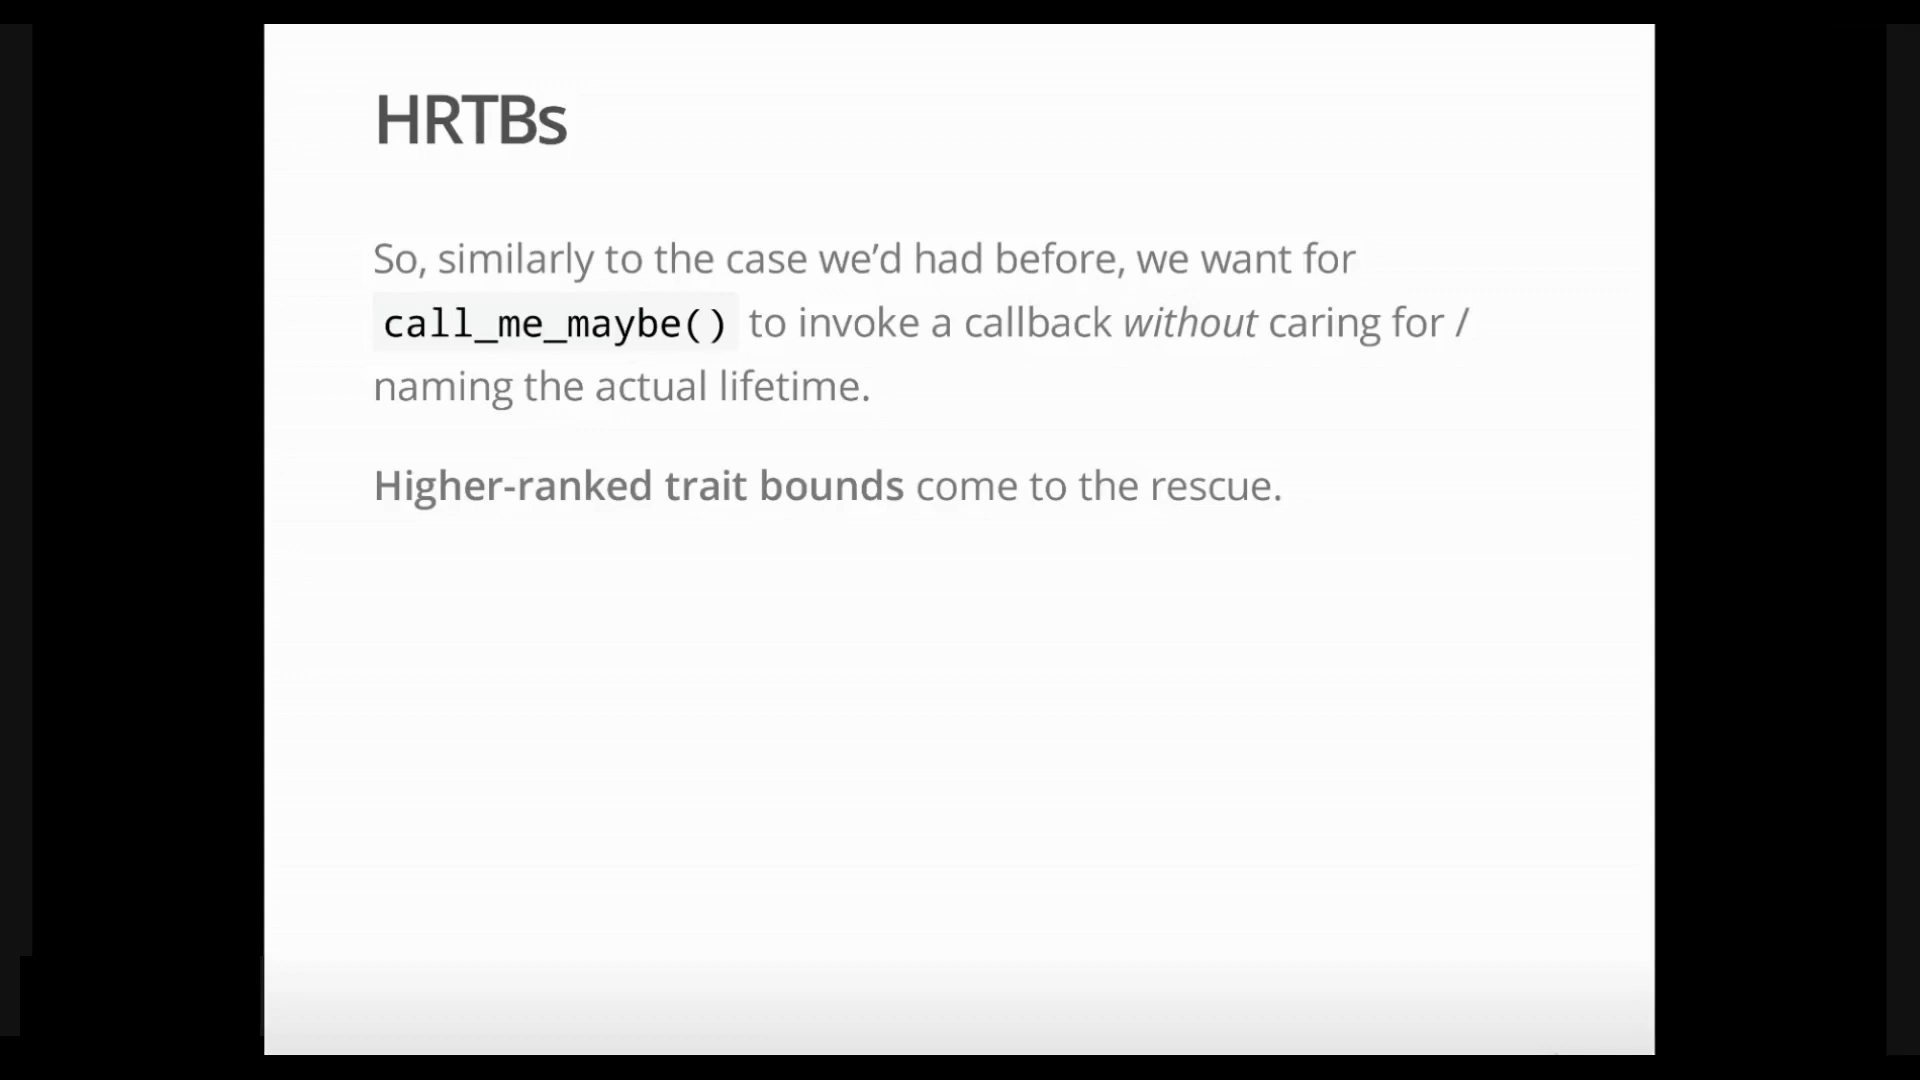 HRTBs
So, similarly to the case we’d had before, we want for
call_me_maybe() to invoke a callback without caring for /
naming the actual lifetime.
Higher-ranked trait bounds come to the rescue.